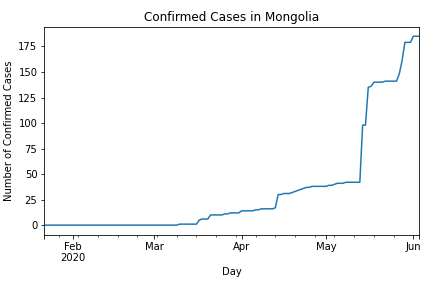 Confirmed Cases in Mongolia
Number of Confirmed Cases
175
150
125
100
75
50
25
0
Feb
2020
Mar
Apr
May
Jun
Day